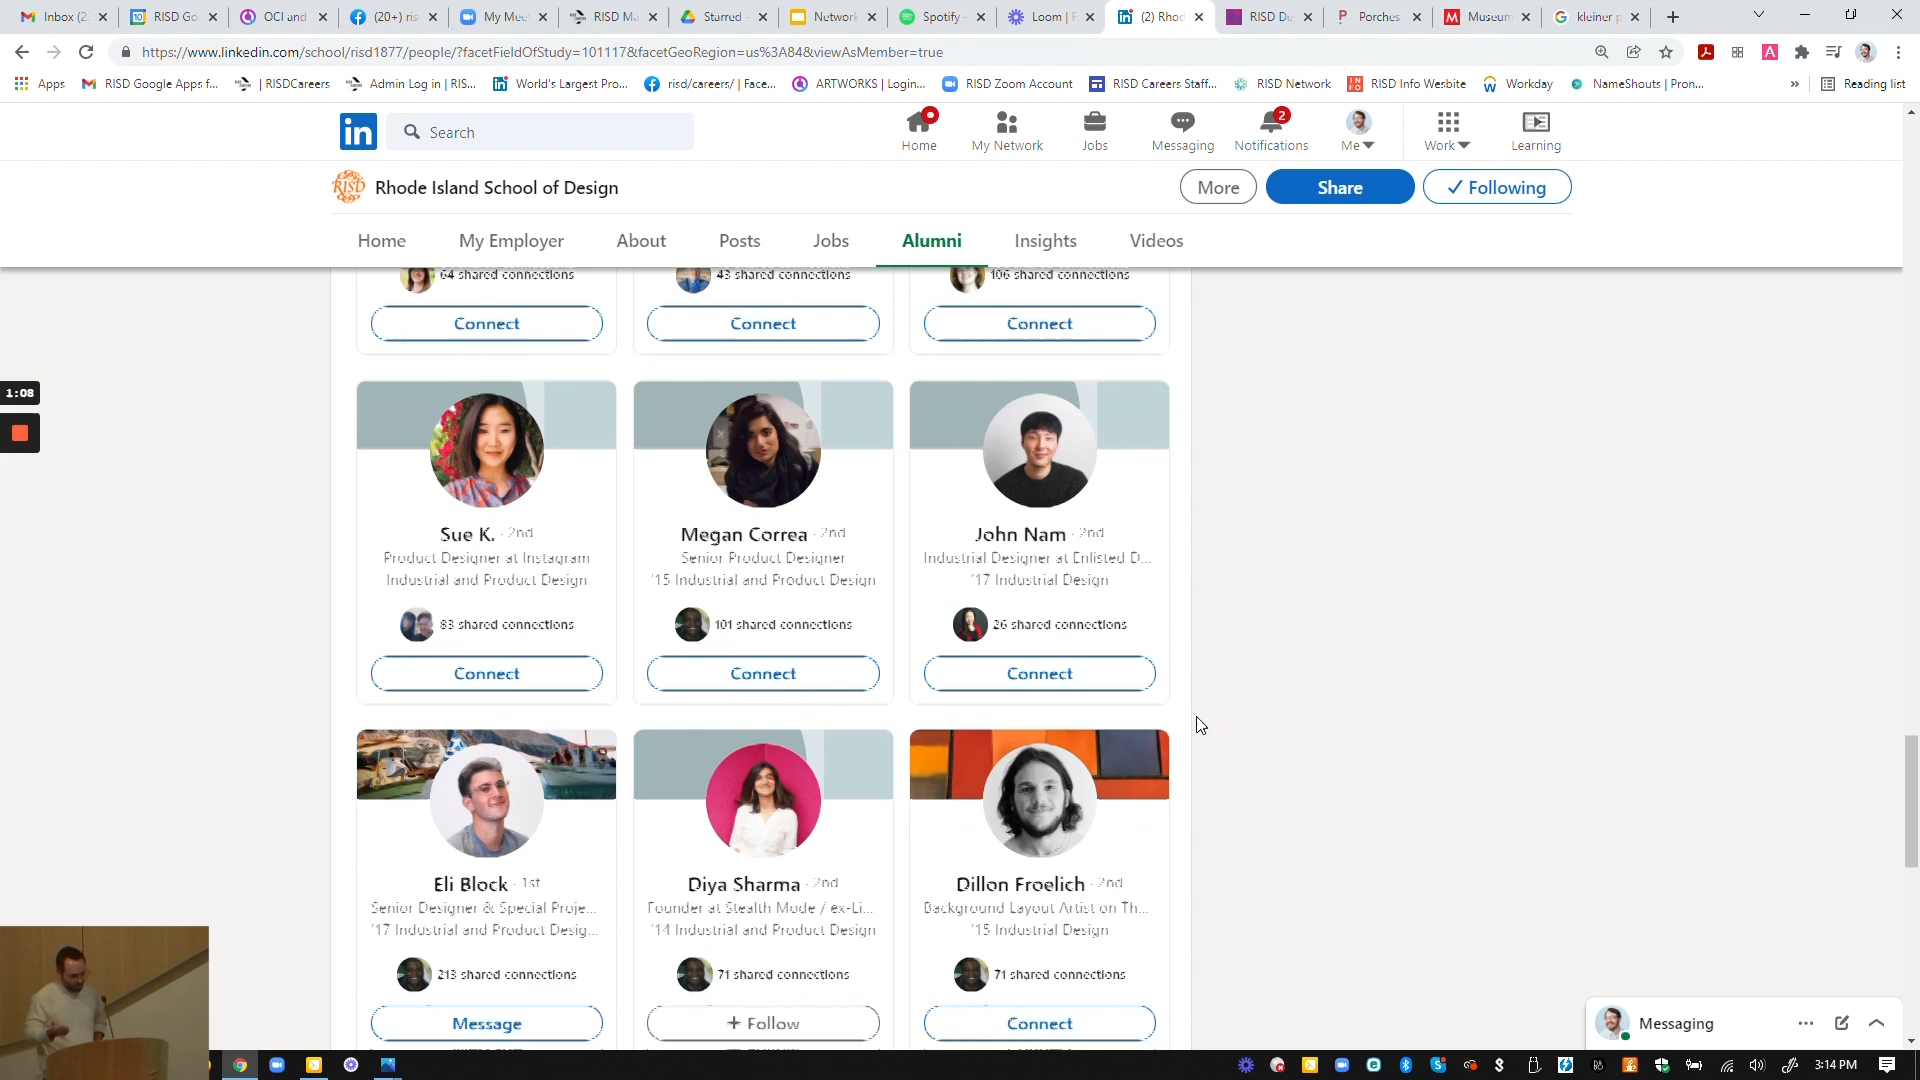 Inbox (2
RISD Go
OCI and
(20+) ris
My Mee
RISD Ma
Starred -
Network
Spotify –
Loom | F
(2) Rhod
RISD De
Porches
Museum
kleiner p
https://www.linkedin.com/school/risd1877/people/?facetFieldOfStudy=101117&facetGeoRegion=us%3A84&viewAsMember=true
Apps
RISD Google Apps f...
| RISDCareers
Admin Log in | RIS...
World's Largest Pro...
risd/careers/ | Face...
ARTWORKS | Login...
RISD Zoom Account
RISD Careers Staff...
RISD Network
RISD Info Wesbite
Workday
NameShouts | Pron...
»
Reading list
in
Search
Home
My Network
Jobs
Messaging
2
Notifications
Me
Work
Learning
RISD
Rhode Island School of Design
More
Share
✓ Following
Home
My Employer
About
Posts
Jobs
Alumni
Insights
Videos
64 shared connections
43 shared connections
106 shared connections
Connect
Connect
Connect
1:08
Sue K. · 2nd
Product Designer at Instagram
Industrial and Product Design
83 shared connections
Connect
Megan Correa · 2nd
Senior Product Designer
'15 Industrial and Product Design
101 shared connections
Connect
John Nam · 2nd
Industrial Designer at Enlisted D...
'17 Industrial Design
26 shared connections
Connect
Eli Block · 1st
Senior Designer & Special Proje...
'17 Industrial and Product Desig...
213 shared connections
Message
Diya Sharma · 2nd
Founder at Stealth Mode / ex-Li...
'14 Industrial and Product Design
71 shared connections
+ Follow
Dillon Froelich · 2nd
Background Layout Artist on Th...
'15 Industrial Design
71 shared connections
Connect
Messaging
3:14 PM